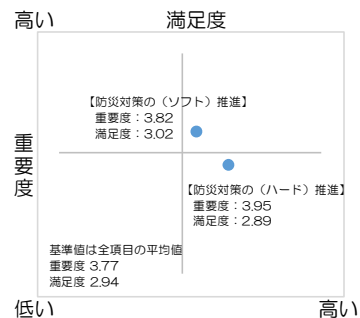 高い
満足度
【防災対策の（ソフト）推進】
重要度：3.82
満足度：3.02
重要度
【防災対策の（ハード）推進】
重要度：3.95
満足度：2.89
基準値は全項目の平均値
重要度 3.77
満足度 2.94
低い
高い